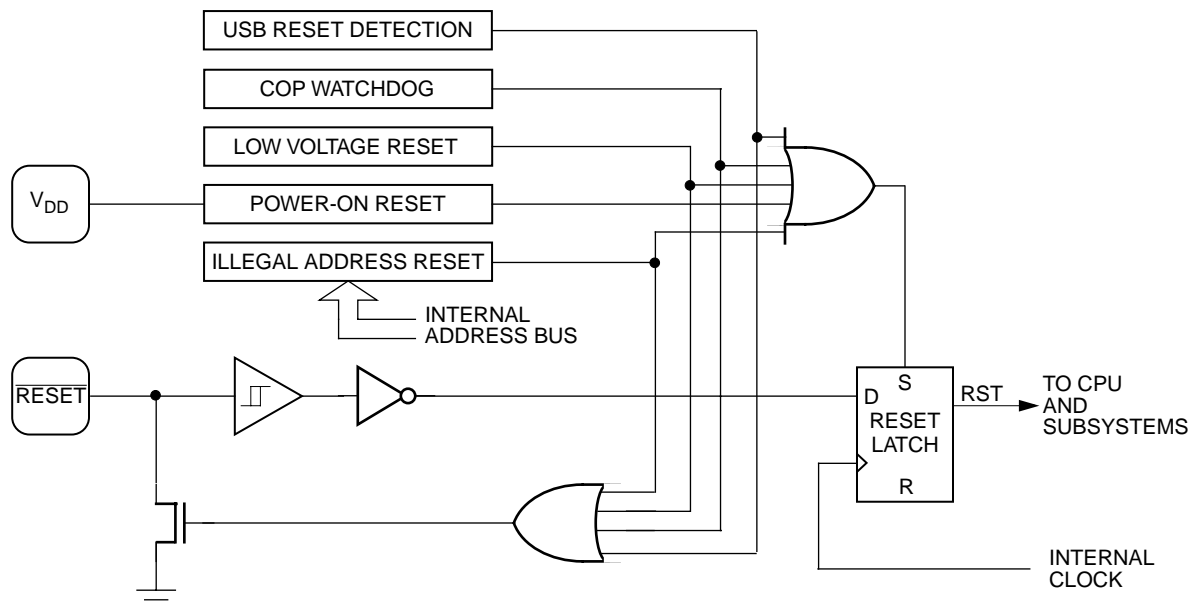 USB RESET DETECTION
COP WATCHDOG
LOW VOLTAGE RESET
VDD
POWER-ON RESET
ILLEGAL ADDRESS RESET
INTERNAL
ADDRESS BUS
RESET
D
S
RESET
LATCH
R
RST
TO CPU
AND
SUBSYSTEMS
INTERNAL
CLOCK